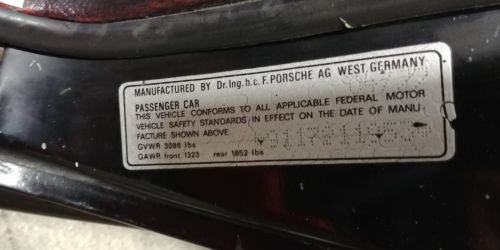 MANUFACTURED BY Dr.Ing.h.c.F.PORSCHE AG WEST GERMANY
PASSENGER CAR
THIS VEHICLE CONFORMS TO ALL APPLICABLE FEDERAL MOTOR
VEHICLE SAFETY STANDARDS IN EFFECT ON THE DATE OF MANU
FACTURE SHOWN ABOVE
GVWR 3086 lbs
GAWR front 1323 rear 1852 lbs